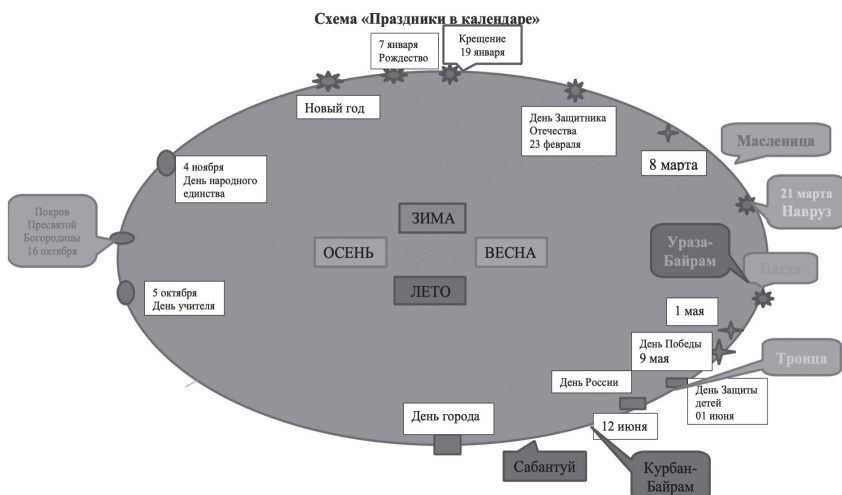 Схема «Праздники в календаре»
7 января
Рождество
Крещение
19 января
Новый год
День Защитника
Отечества
23 февраля
8 марта
Масленица
4 ноября
День народного
единства
21 марта
Навруз
Покров
Пресвятой
Богородицы
16 октября
ЗИМА
ОСЕНЬ
ВЕСНА
ЛЕТО
Ураза-
Байрам
Пасха
5 октября
День учителя
1 мая
День Победы
9 мая
Троица
День России
День Защиты
детей
01 июня
День города
12 июня
Сабантуй
Курбан-
Байрам